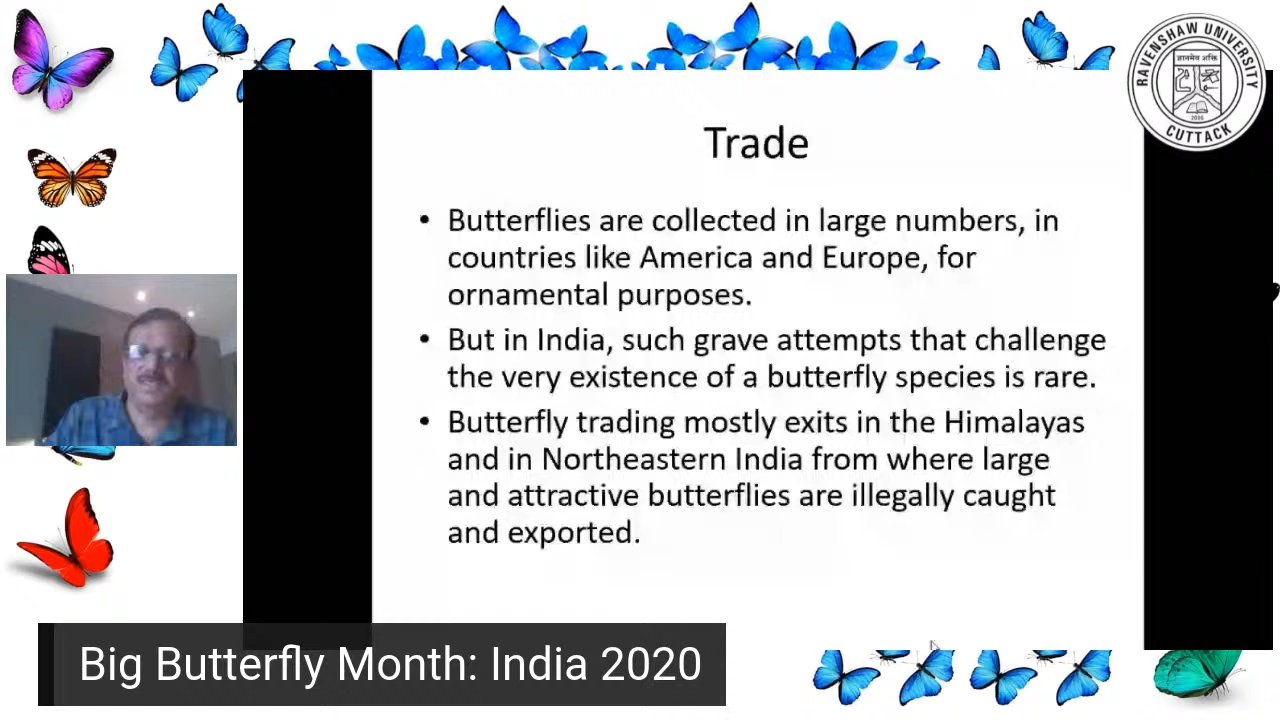 RAVENSHAW UNIVERSITY
ज्ञानमेव शक्ति
2006
CUTTACK
Trade
• Butterflies are collected in large numbers, in
countries like America and Europe, for
ornamental purposes.
• But in India, such grave attempts that challenge
the very existence of a butterfly species is rare.
• Butterfly trading mostly exits in the Himalayas
and in Northeastern India from where large
and attractive butterflies are illegally caught
and exported.
Big Butterfly Month: India 2020